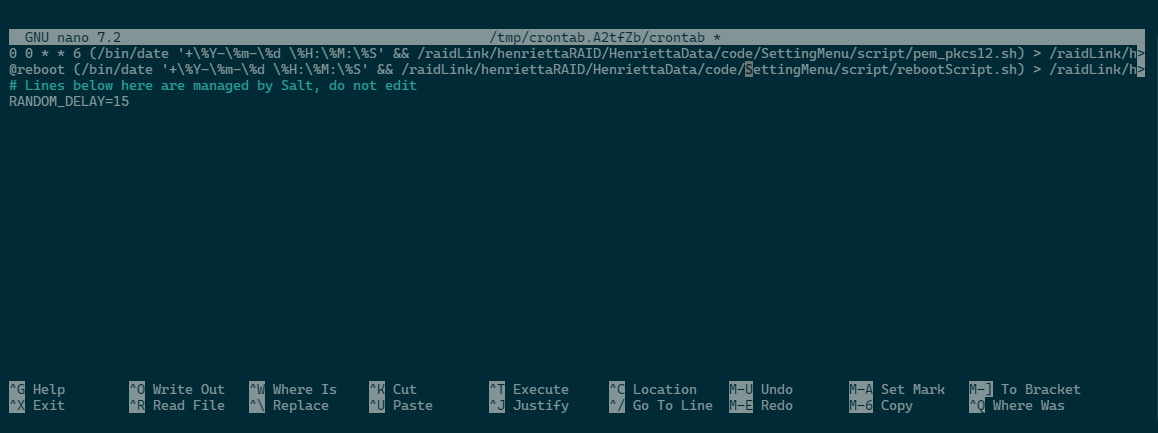 GNU nano 7.2 /tmp/crontab.A2tfZb/crontab *
0 0 * * 6 (/bin/date '+\%Y-\%m-\%d \%H:\%M:\%S' && /raidLink/henriettaRAID/HenriettaData/code/SettingMenu/script/pem_pkcs12.sh) > /raidLink/h>
@reboot (/bin/date '+\%Y-\%m-\%d \%H:\%M:\%S' && /raidLink/henriettaRAID/HenriettaData/code/SettingMenu/script/rebootScript.sh) > /raidLink/h>
# Lines below here are managed by Salt, do not edit
RANDOM_DELAY=15
^G Help ^O Write Out ^W Where Is ^K Cut ^T Execute ^C Location M-U Undo M-A Set Mark M-] To Bracket
^X Exit ^R Read File ^\ Replace ^U Paste ^J Justify ^/ Go To Line M-E Redo M-6 Copy ^Q Where Was